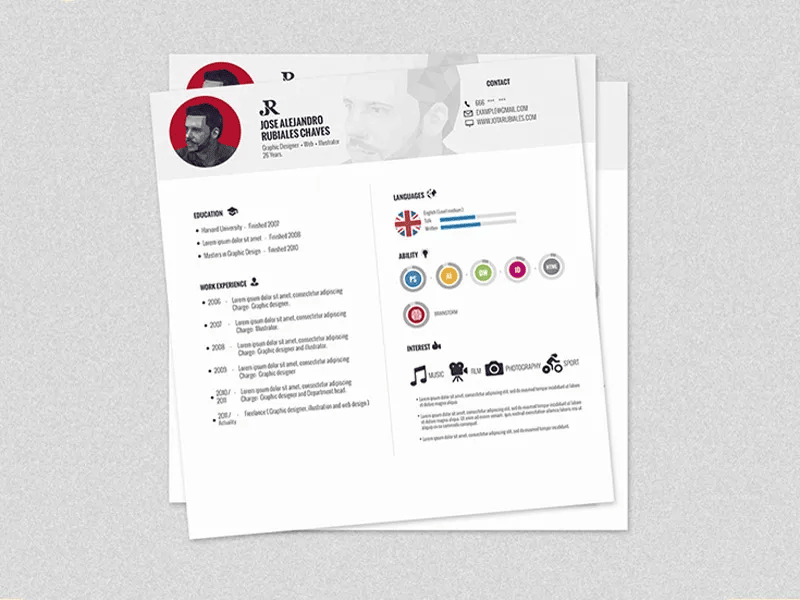 JR
JOSE ALEJANDRO
RUBIALES CHAVES
Graphic Designer • Web • Illustrator
26 Years.
CONTACT
666 *** ***
EXAMPLE@GMAIL.COM
WWW.JOTARUBIALES.COM
EDUCATION
• Harvard University - Finished 2007
• Lorem ipsum dolor sit amet - Finished 2008
• Masters in Graphic Design - Finished 2010
WORK EXPERIENCE
• 2006 - Lorem ipsum dolor sit amet, consectetur adipiscing
Charge: Graphic designer.
• 2007 - Lorem ipsum dolor sit amet, consectetur adipiscing
Charge: Illustrator.
• 2008 - Lorem ipsum dolor sit amet, consectetur adipiscing
Charge: Graphic designer and illustrator.
• 2009 - Lorem ipsum dolor sit amet, consectetur adipiscing
Charge: Graphic designer
• 2010 / 2011 - Lorem ipsum dolor sit amet, consectetur adipiscing
Charge: Graphic designer and Department head.
• 2011 / Actuality - Freelance ( Graphic designer, illustration and web design )
LANGUAGES
English ( Level medium )
Talk
Written
ABILITY
PS
AI
DW
ID
HTML
BRAINSTORM
INTEREST
MUSIC
FILM
PHOTOGRAPHY
SPORT
• Lorem ipsum dolor sit amet, consectetur adipiscing elit, sed do eiusmod tempor incididunt ut labore
et dolore magna aliqua.
• Lorem ipsum dolor sit amet, consectetur adipiscing elit, sed do eiusmod tempor incididunt ut labore et dolore
magna aliqua. Ut enim ad minim veniam, quis nostrud exercitation ullamco laboris nisi ut
aliquip ex ea commodo consequat.
• Lorem ipsum dolor sit amet, consectetur adipiscing elit, sed do eiusmod tempor incididunt.